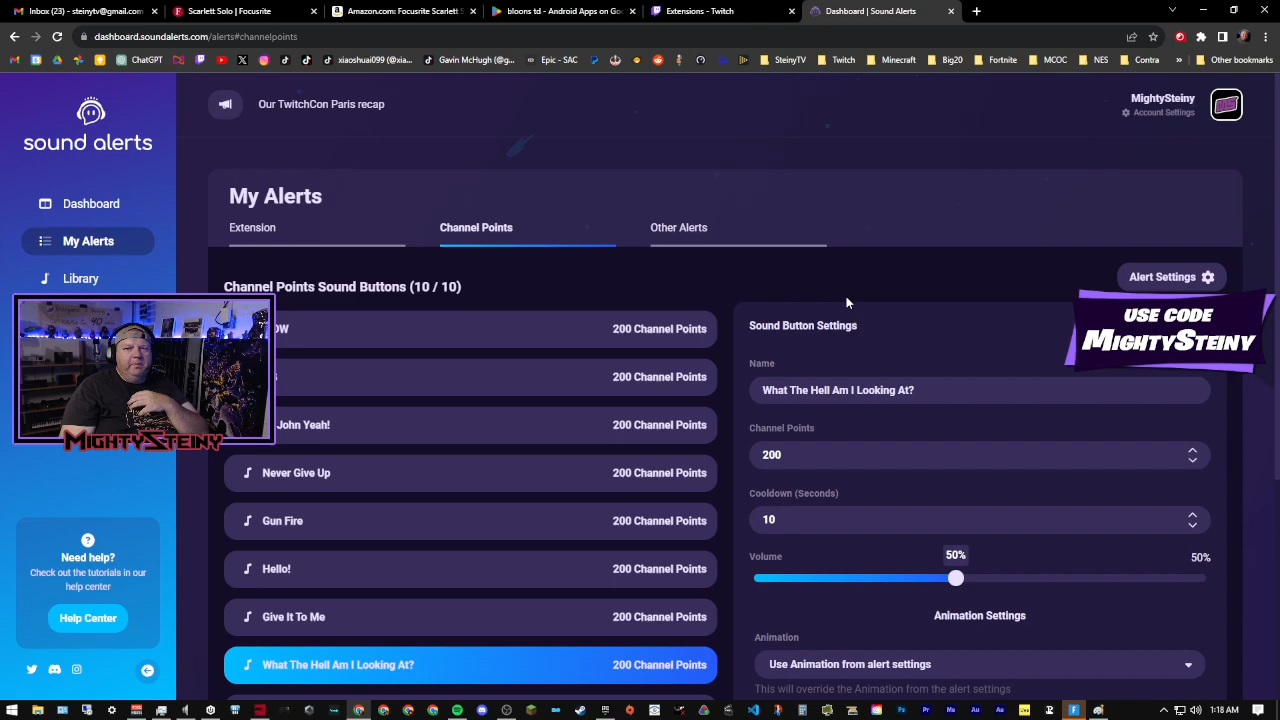 Inbox (23) - steinytv@gmail.com
Scarlett Solo | Focusrite
Amazon.com: Focusrite Scarlett S
bloons td - Android Apps on Goo
Extensions - Twitch
Dashboard | Sound Alerts
dashboard.soundalerts.com/alerts#channelpoints
ChatGPT
xiaoshuai099 (@xia...
Gavin McHugh (@g...
Epic - SAC
SteinyTV
Twitch
Minecraft
Big20
Fortnite
MCOC
NES
Contra
»
Other bookmarks
sound alerts
Our TwitchCon Paris recap
MightySteiny
Account Settings
Dashboard
My Alerts
Library
My Alerts
Extension
Channel Points
Other Alerts
Channel Points Sound Buttons (10 / 10)
Alert Settings
OW
200 Channel Points
200 Channel Points
John Yeah!
200 Channel Points
Never Give Up
200 Channel Points
Gun Fire
200 Channel Points
Hello!
200 Channel Points
Give It To Me
200 Channel Points
What The Hell Am I Looking At?
200 Channel Points
Sound Button Settings
Name
What The Hell Am I Looking At?
Channel Points
200
Cooldown (Seconds)
10
Volume
50%
50%
Animation Settings
Animation
Use Animation from alert settings
This will override the Animation from the alert settings
USE CODE
MIGHTYSTEINY
MIGHTYSTEINY
Need help?
Check out the tutorials in our
help center
Help Center
1:18 AM